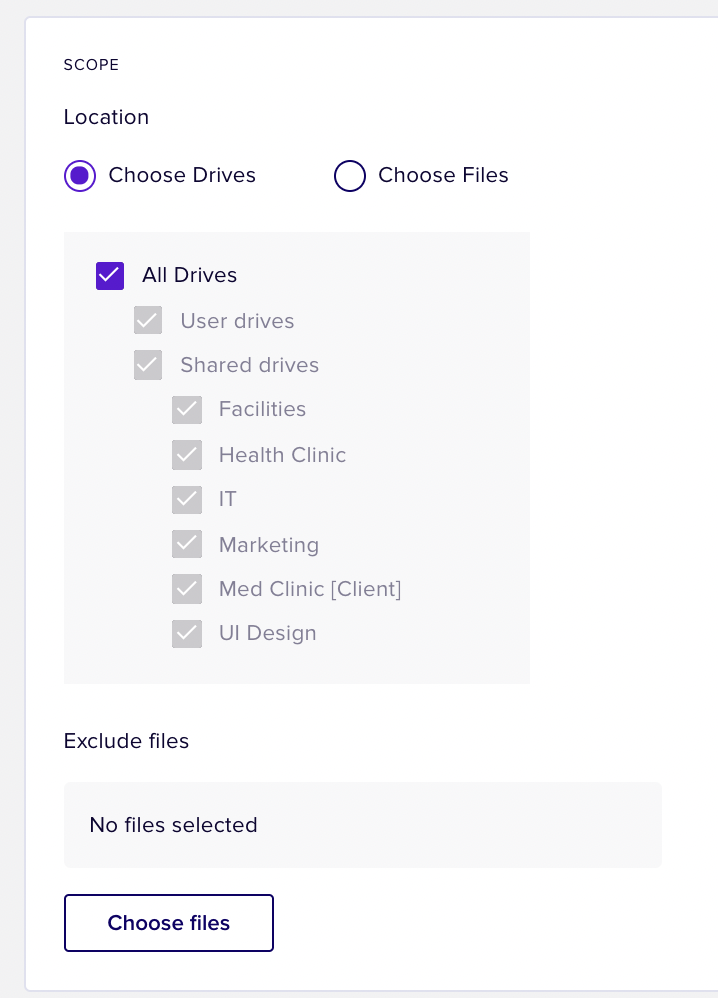 SCOPE
Location
Choose Drives Choose Files
All Drives
User drives
Shared drives
Facilities
Health Clinic
IT
Marketing
Med Clinic [Client]
UI Design
Exclude files
No files selected
Choose files